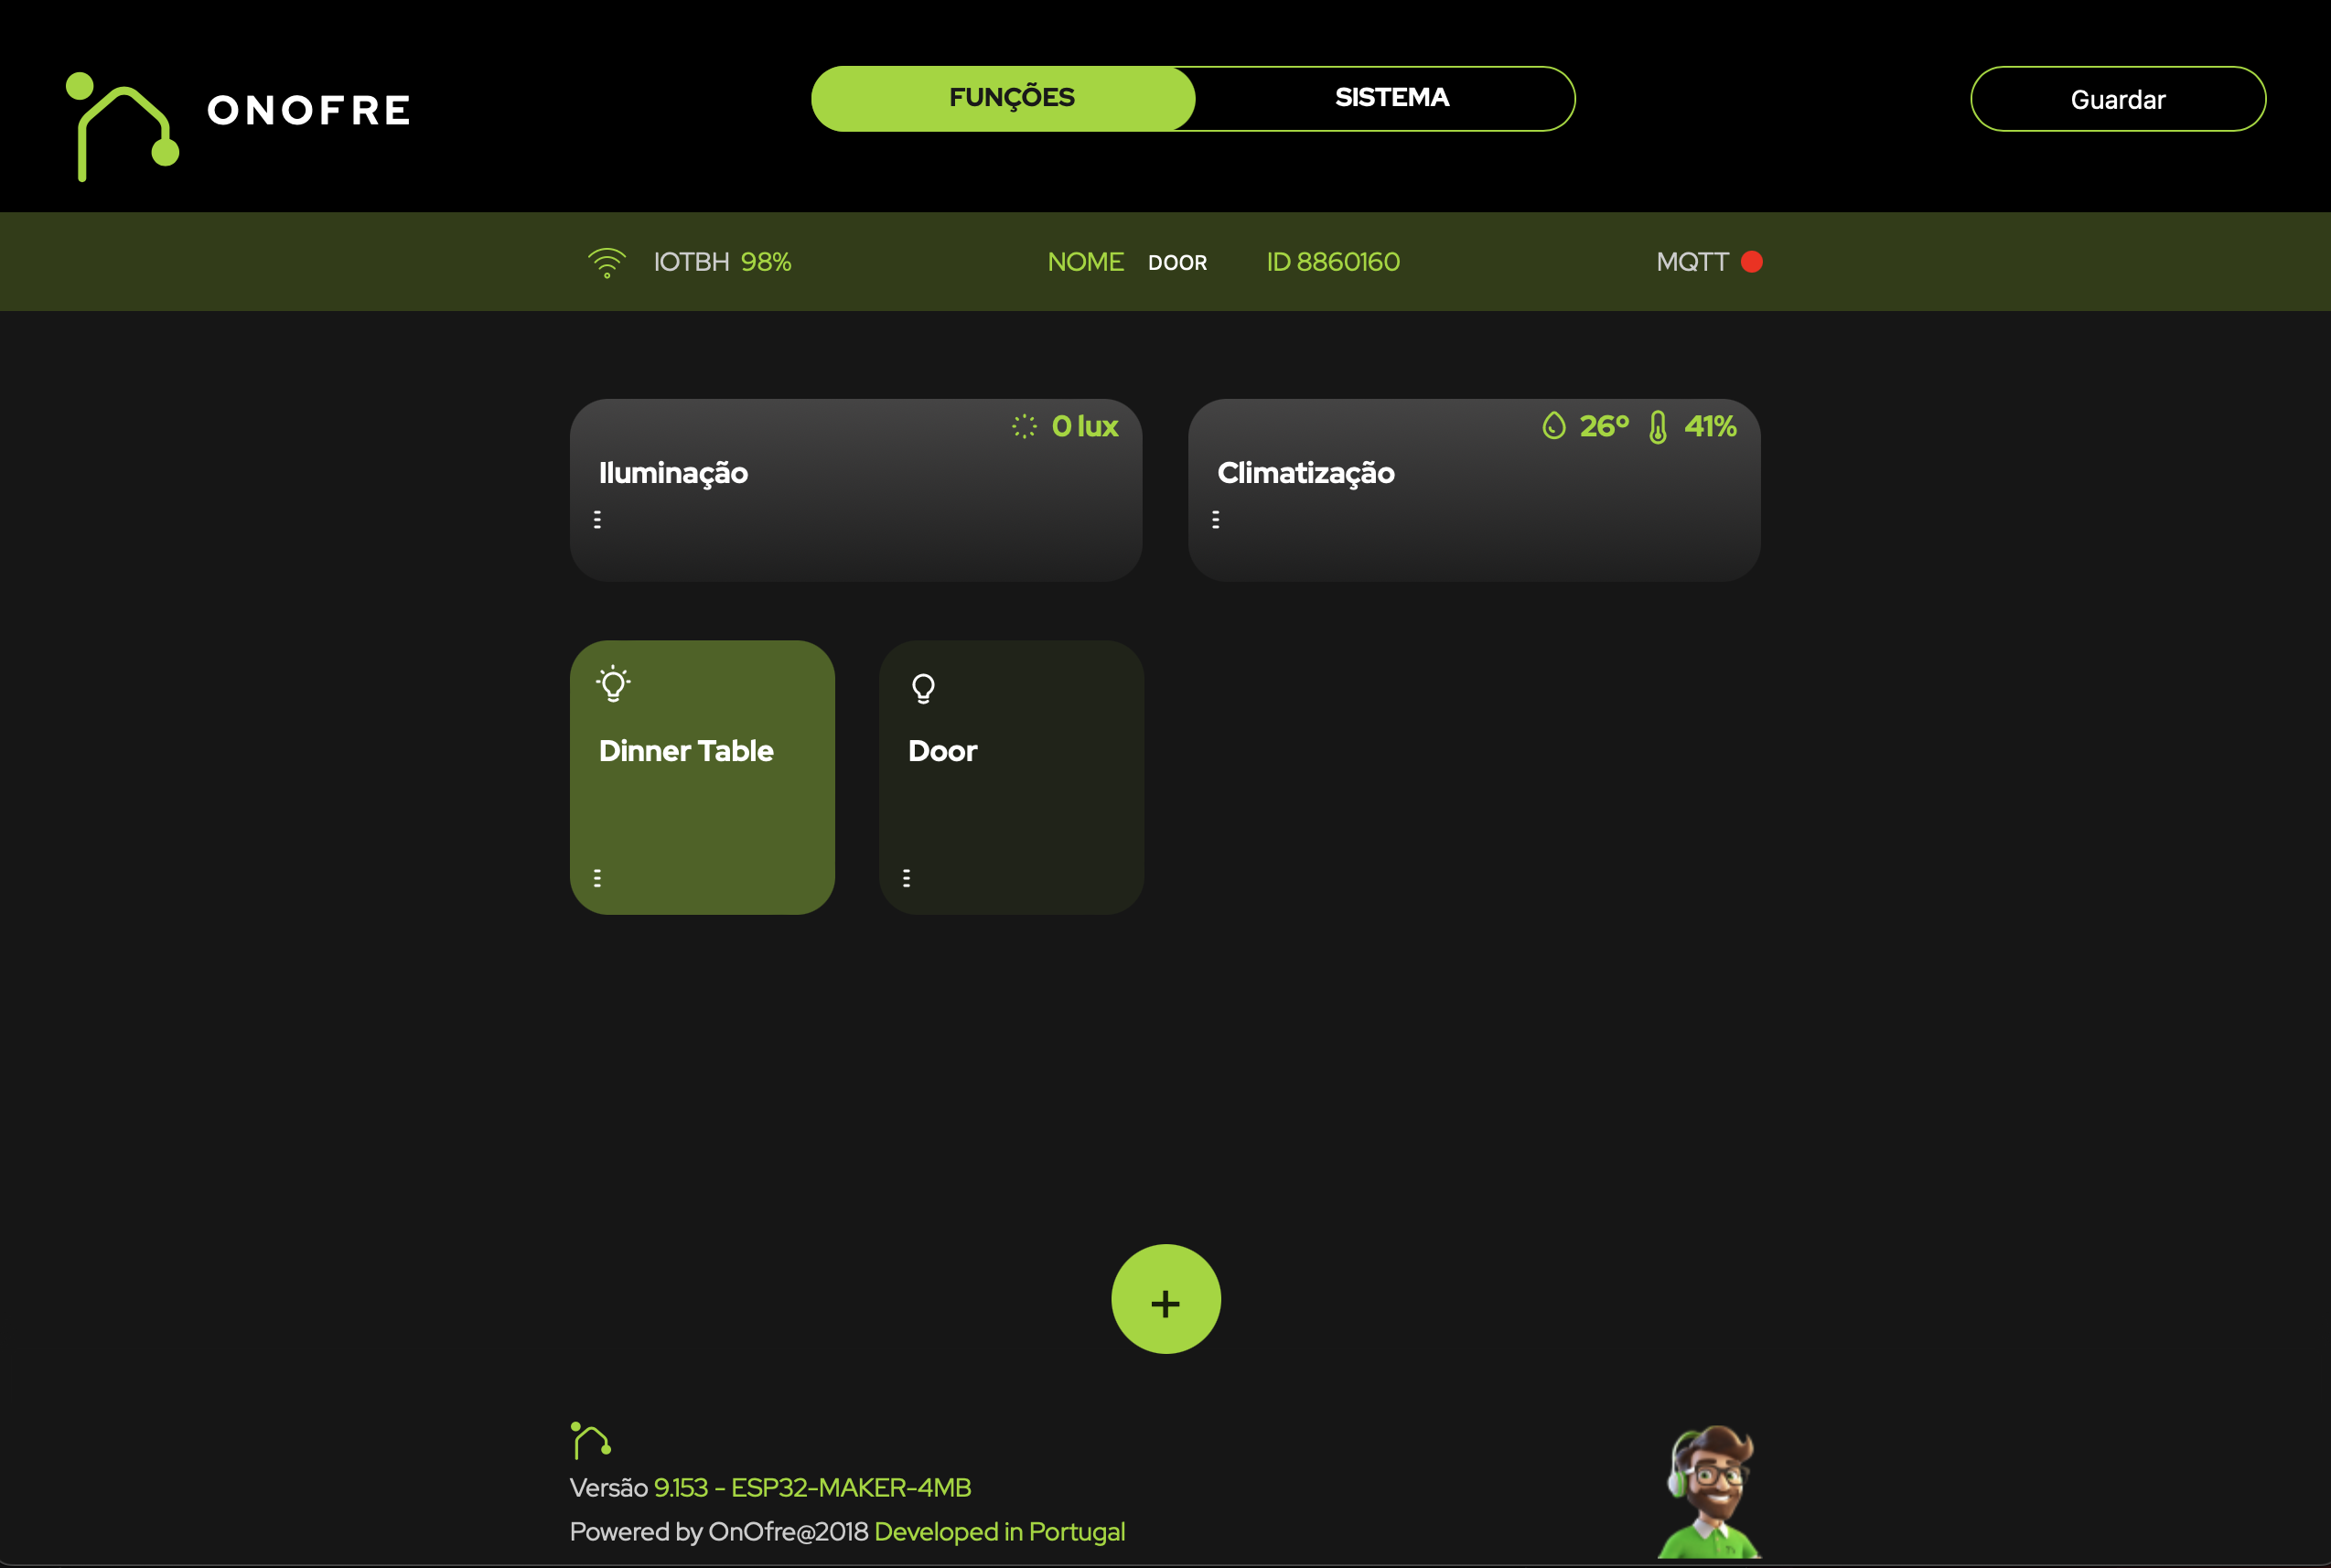 ONOFRE
FUNÇÕES
SISTEMA
Guardar
IOTBH 98%
NOME DOOR
ID 8860160
MQTT
0 lux
Iluminação
26º 41%
Climatização
Dinner Table
Door
+
Versão 9.153 - ESP32-MAKER-4MB
Powered by OnOfre@2018 Developed in Portugal